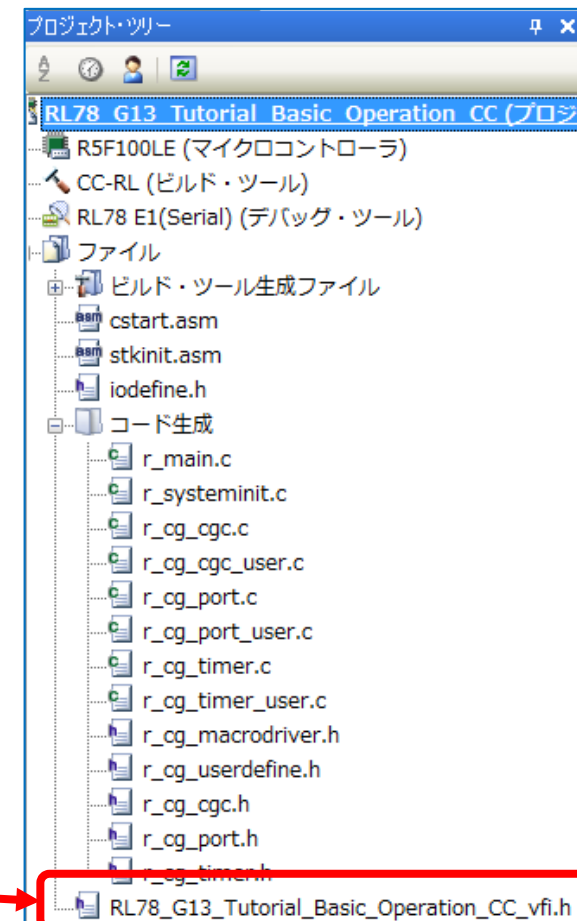 プロジェクト・ツリー
RL78_G13_Tutorial_Basic_Operation_CC (プロジ
R5F100LE (マイクロコントローラ)
CC-RL (ビルド・ツール)
RL78 E1(Serial) (デバッグ・ツール)
ファイル
ビルド・ツール生成ファイル
asm cstart.asm
asm stkinit.asm
iodefine.h
コード生成
r_main.c
r_systeminit.c
r_cg_cgc.c
r_cg_cgc_user.c
r_cg_port.c
r_cg_port_user.c
r_cg_timer.c
r_cg_timer_user.c
r_cg_macrodriver.h
r_cg_userdefine.h
r_cg_cgc.h
r_cg_port.h
r_cg_timer.h
RL78_G13_Tutorial_Basic_Operation_CC_vfi.h